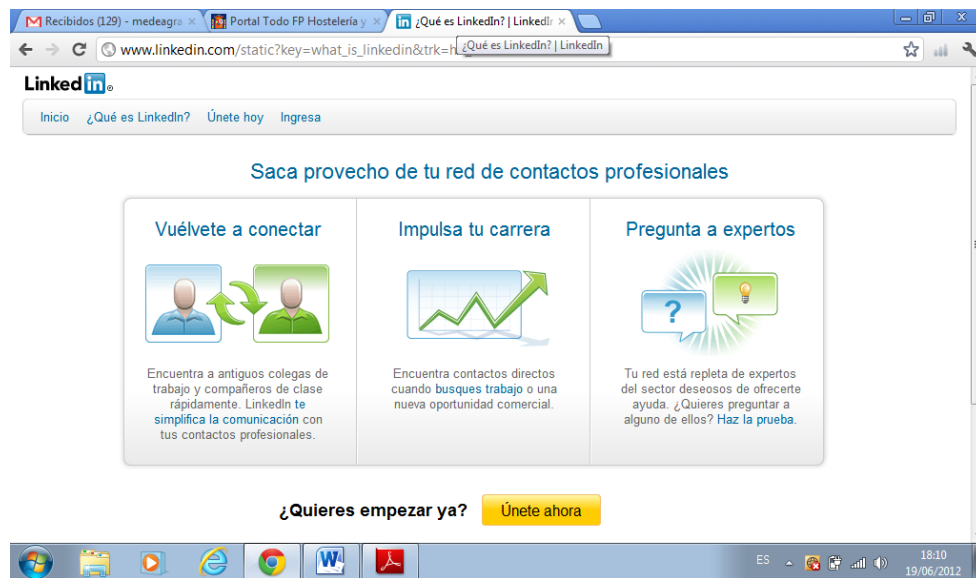 Recibidos (129) - medeagra
Portal Todo FP Hostelería y
¿Qué es LinkedIn? | LinkedIn
www.linkedin.com/static?key=what_is_linkedin&trk=h
¿Qué es LinkedIn? | LinkedIn
Linked in®
Inicio ¿Qué es LinkedIn? Únete hoy Ingresa
Saca provecho de tu red de contactos profesionales
Vuélvete a conectar
Encuentra a antiguos colegas de
trabajo y compañeros de clase
rápidamente. LinkedIn te
simplifica la comunicación con
tus contactos profesionales.
Impulsa tu carrera
Encuentra contactos directos
cuando busques trabajo o una
nueva oportunidad comercial.
Pregunta a expertos
?
Tu red está repleta de expertos
del sector deseosos de ofrecerte
ayuda. ¿Quieres preguntar a
alguno de ellos? Haz la prueba.
¿Quieres empezar ya? Únete ahora
ES
18:10
19/06/2012